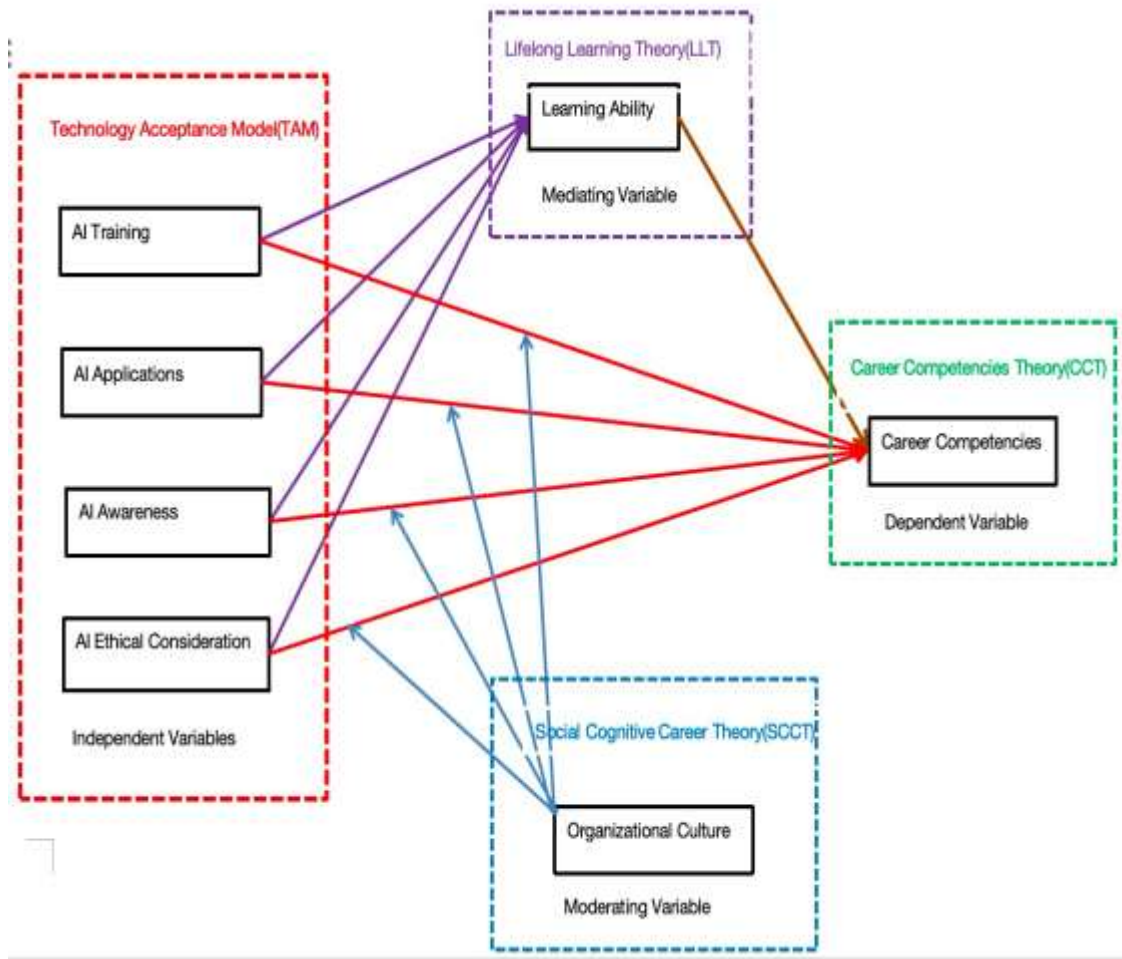 Lifelong Learning Theory(LLT)
Learning Ability
Mediating Variable
Technology Acceptance Model(TAM)
AI Training
AI Applications
AI Awareness
AI Ethical Consideration
Independent Variables
Career Competencies Theory(CCT)
Career Competencies
Dependent Variable
Social Cognitive Career Theory(SCCT)
Organizational Culture
Moderating Variable